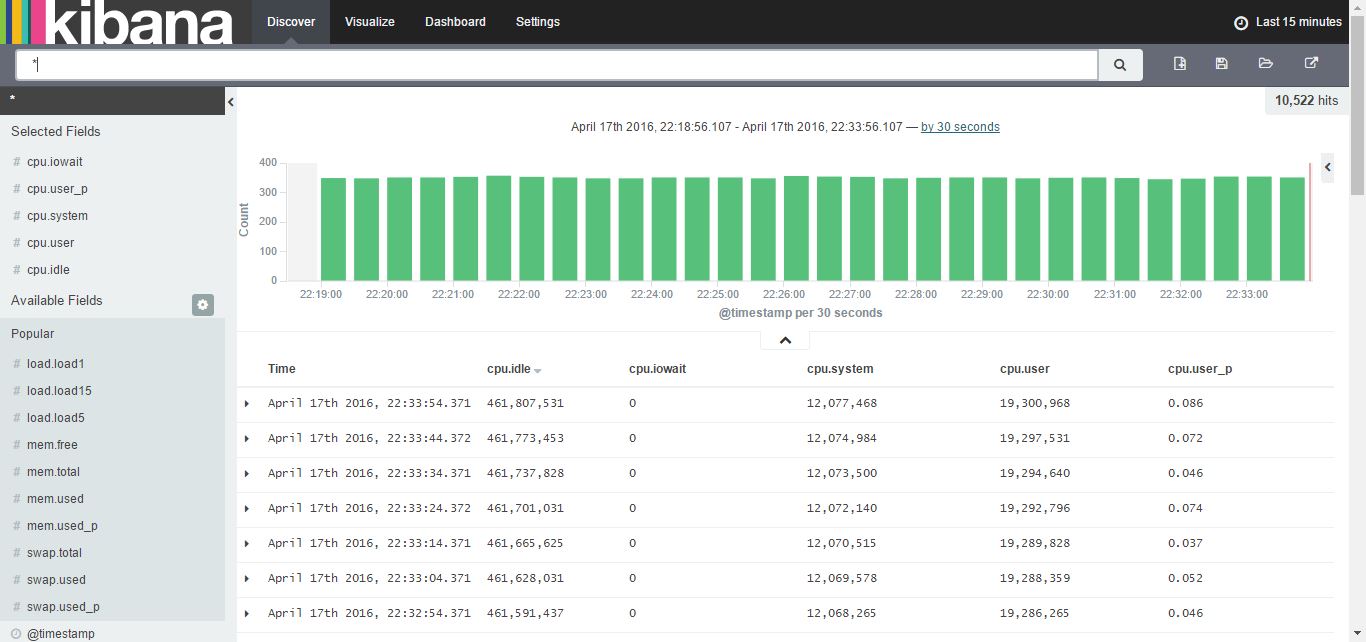 kibana Discover Visualize Dashboard Settings Last 15 minutes
*
10,522 hits
*
Selected Fields
# cpu.iowait
# cpu.user_p
# cpu.system
# cpu.user
# cpu.idle
Available Fields
Popular
# load.load1
# load.load15
# load.load5
# mem.free
# mem.total
# mem.used
# mem.used_p
# swap.total
# swap.used
# swap.used_p
@timestamp
April 17th 2016, 22:18:56.107 - April 17th 2016, 22:33:56.107 — by 30 seconds
Count
400
300
200
100
0
22:19:00 22:20:00 22:21:00 22:22:00 22:23:00 22:24:00 22:25:00 22:26:00 22:27:00 22:28:00 22:29:00 22:30:00 22:31:00 22:32:00 22:33:00
@timestamp per 30 seconds
Time cpu.idle cpu.iowait cpu.system cpu.user cpu.user_p
April 17th 2016, 22:33:54.371 461,807,531 0 12,077,468 19,300,968 0.086
April 17th 2016, 22:33:44.372 461,773,453 0 12,074,984 19,297,531 0.072
April 17th 2016, 22:33:34.371 461,737,828 0 12,073,500 19,294,640 0.046
April 17th 2016, 22:33:24.372 461,701,031 0 12,072,140 19,292,796 0.074
April 17th 2016, 22:33:14.371 461,665,625 0 12,070,515 19,289,828 0.037
April 17th 2016, 22:33:04.371 461,628,031 0 12,069,578 19,288,359 0.052
April 17th 2016, 22:32:54.371 461,591,437 0 12,068,265 19,286,265 0.046